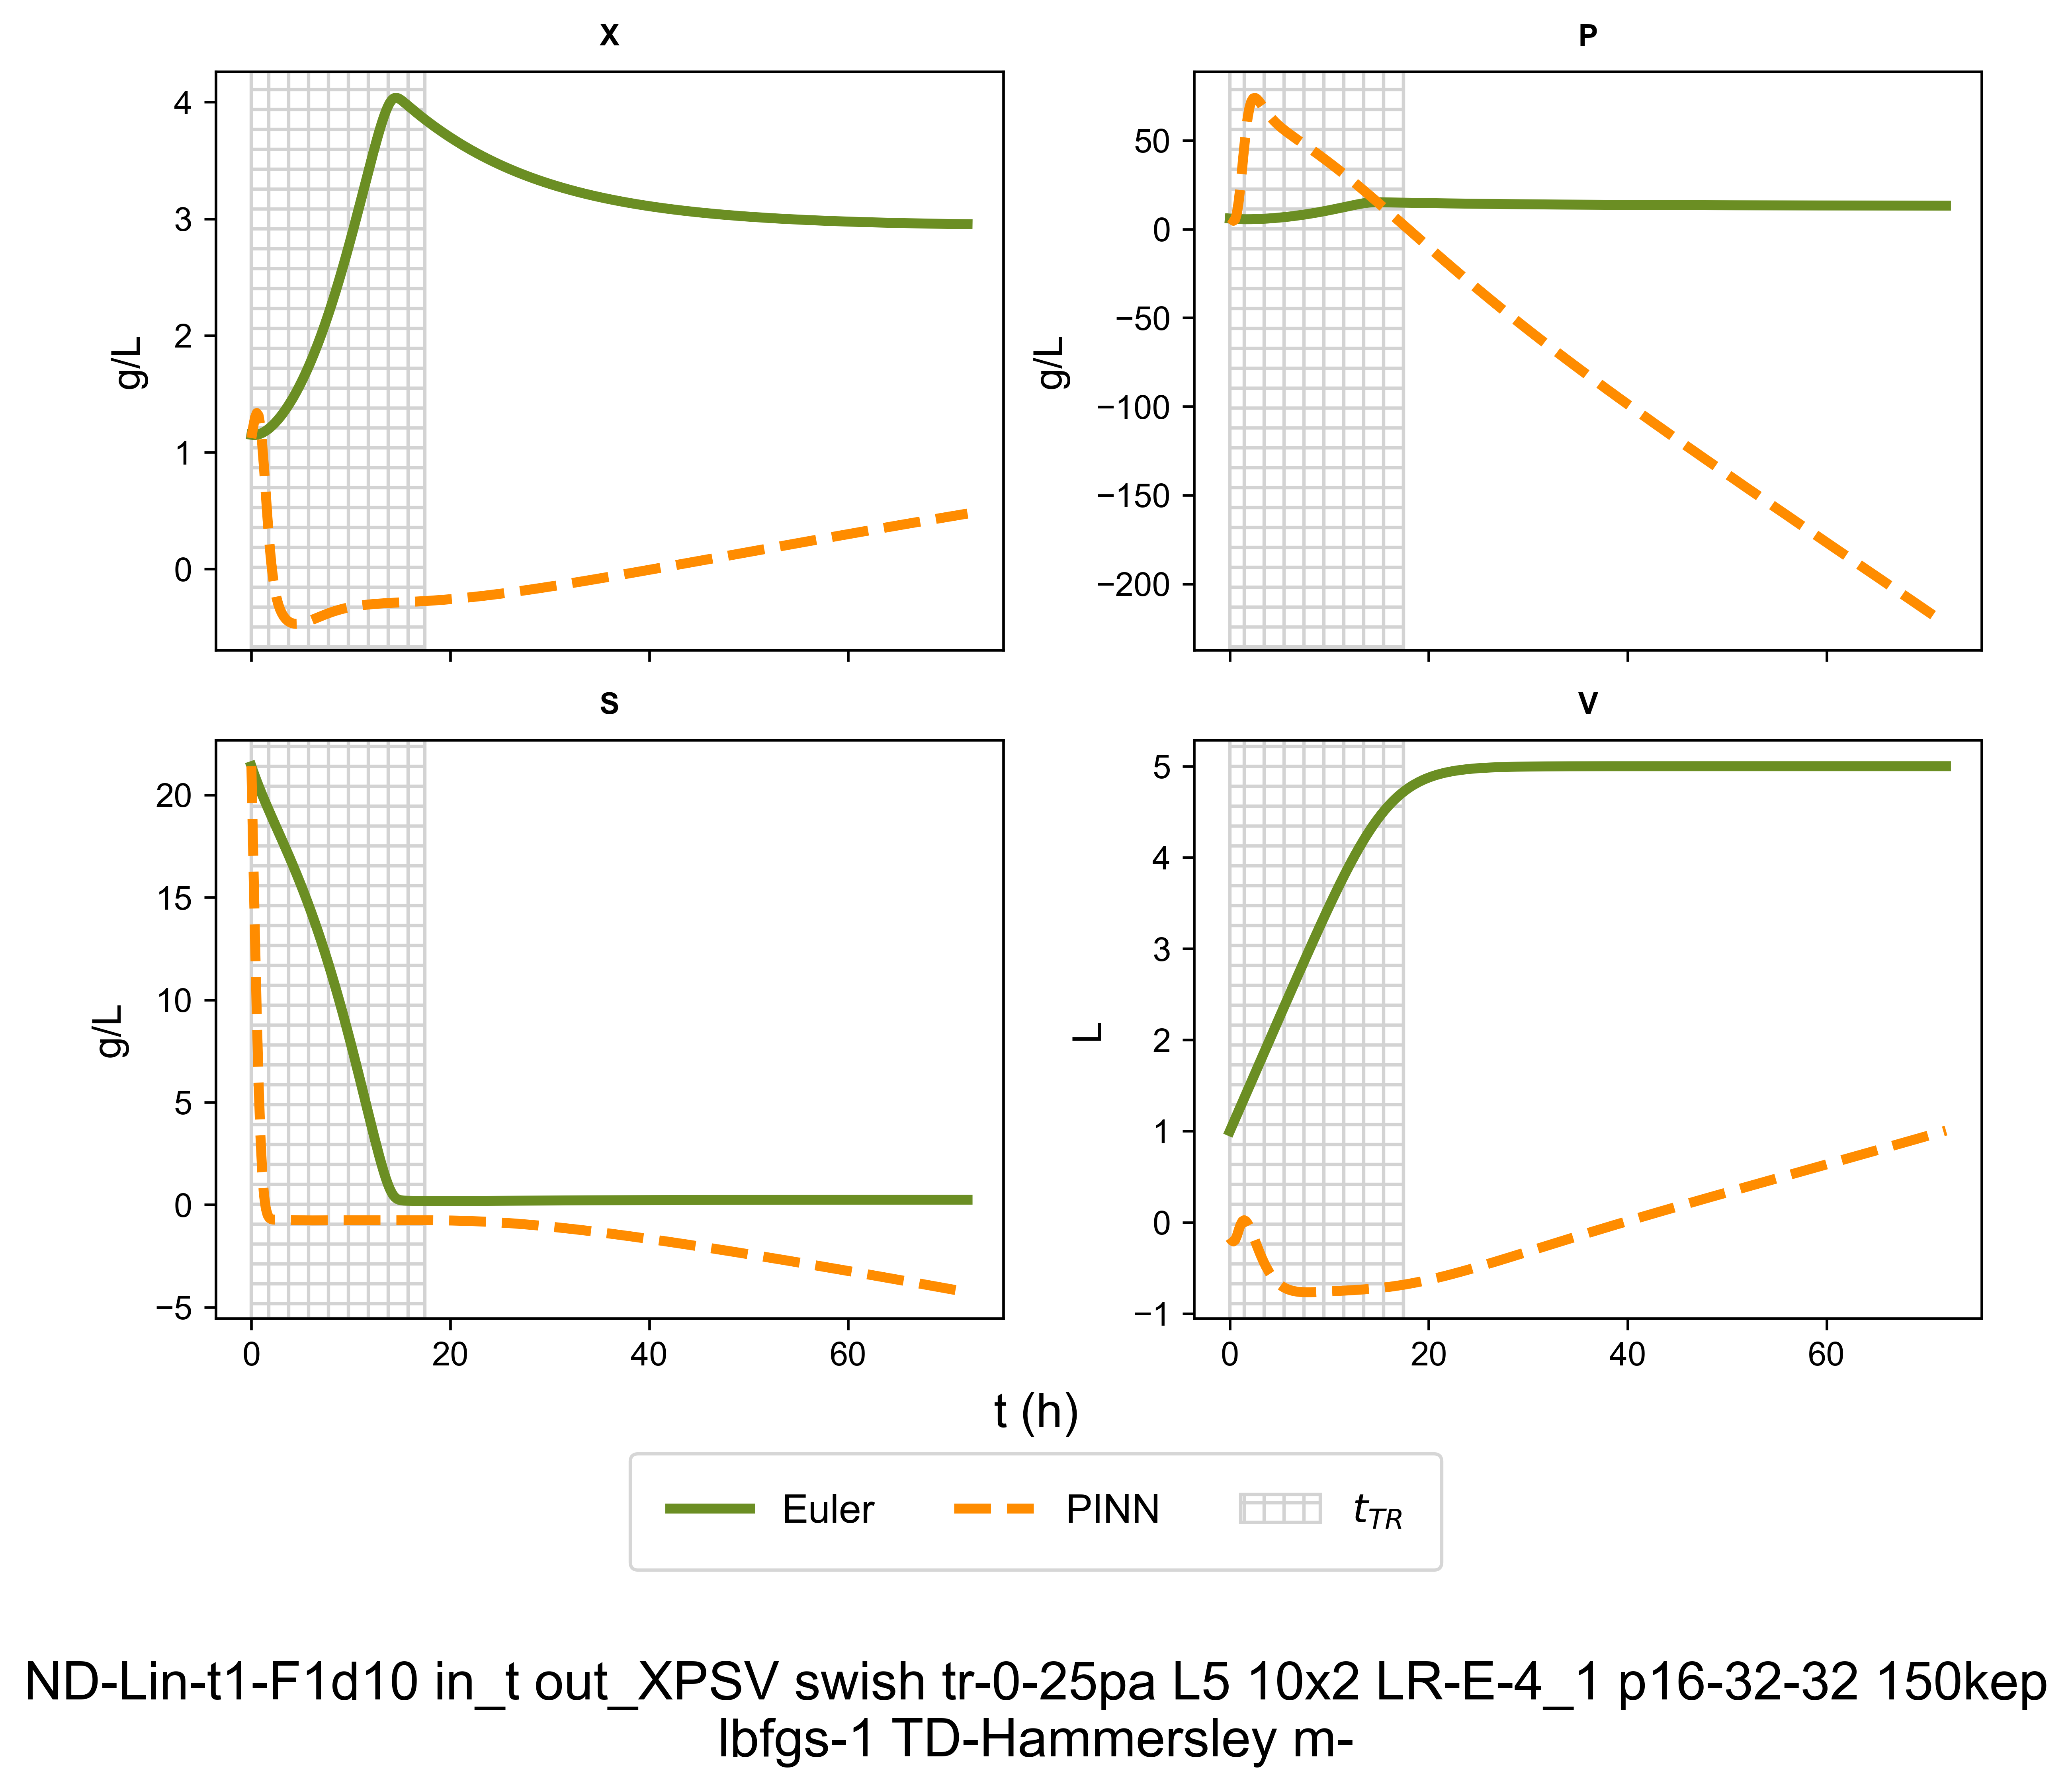 X
4
3
2
1
0
g/L
P
50
0
−50
−100
−150
−200
g/L
S
20
15
10
5
0
−5
g/L
0 20 40 60
V
5
4
3
2
1
0
−1
L
0 20 40 60
t (h)
Euler PINN t_TR
ND-Lin-t1-F1d10 in_t out_XPSV swish tr-0-25pa L5 10x2 LR-E-4_1 p16-32-32 150kep
lbfgs-1 TD-Hammersley m-